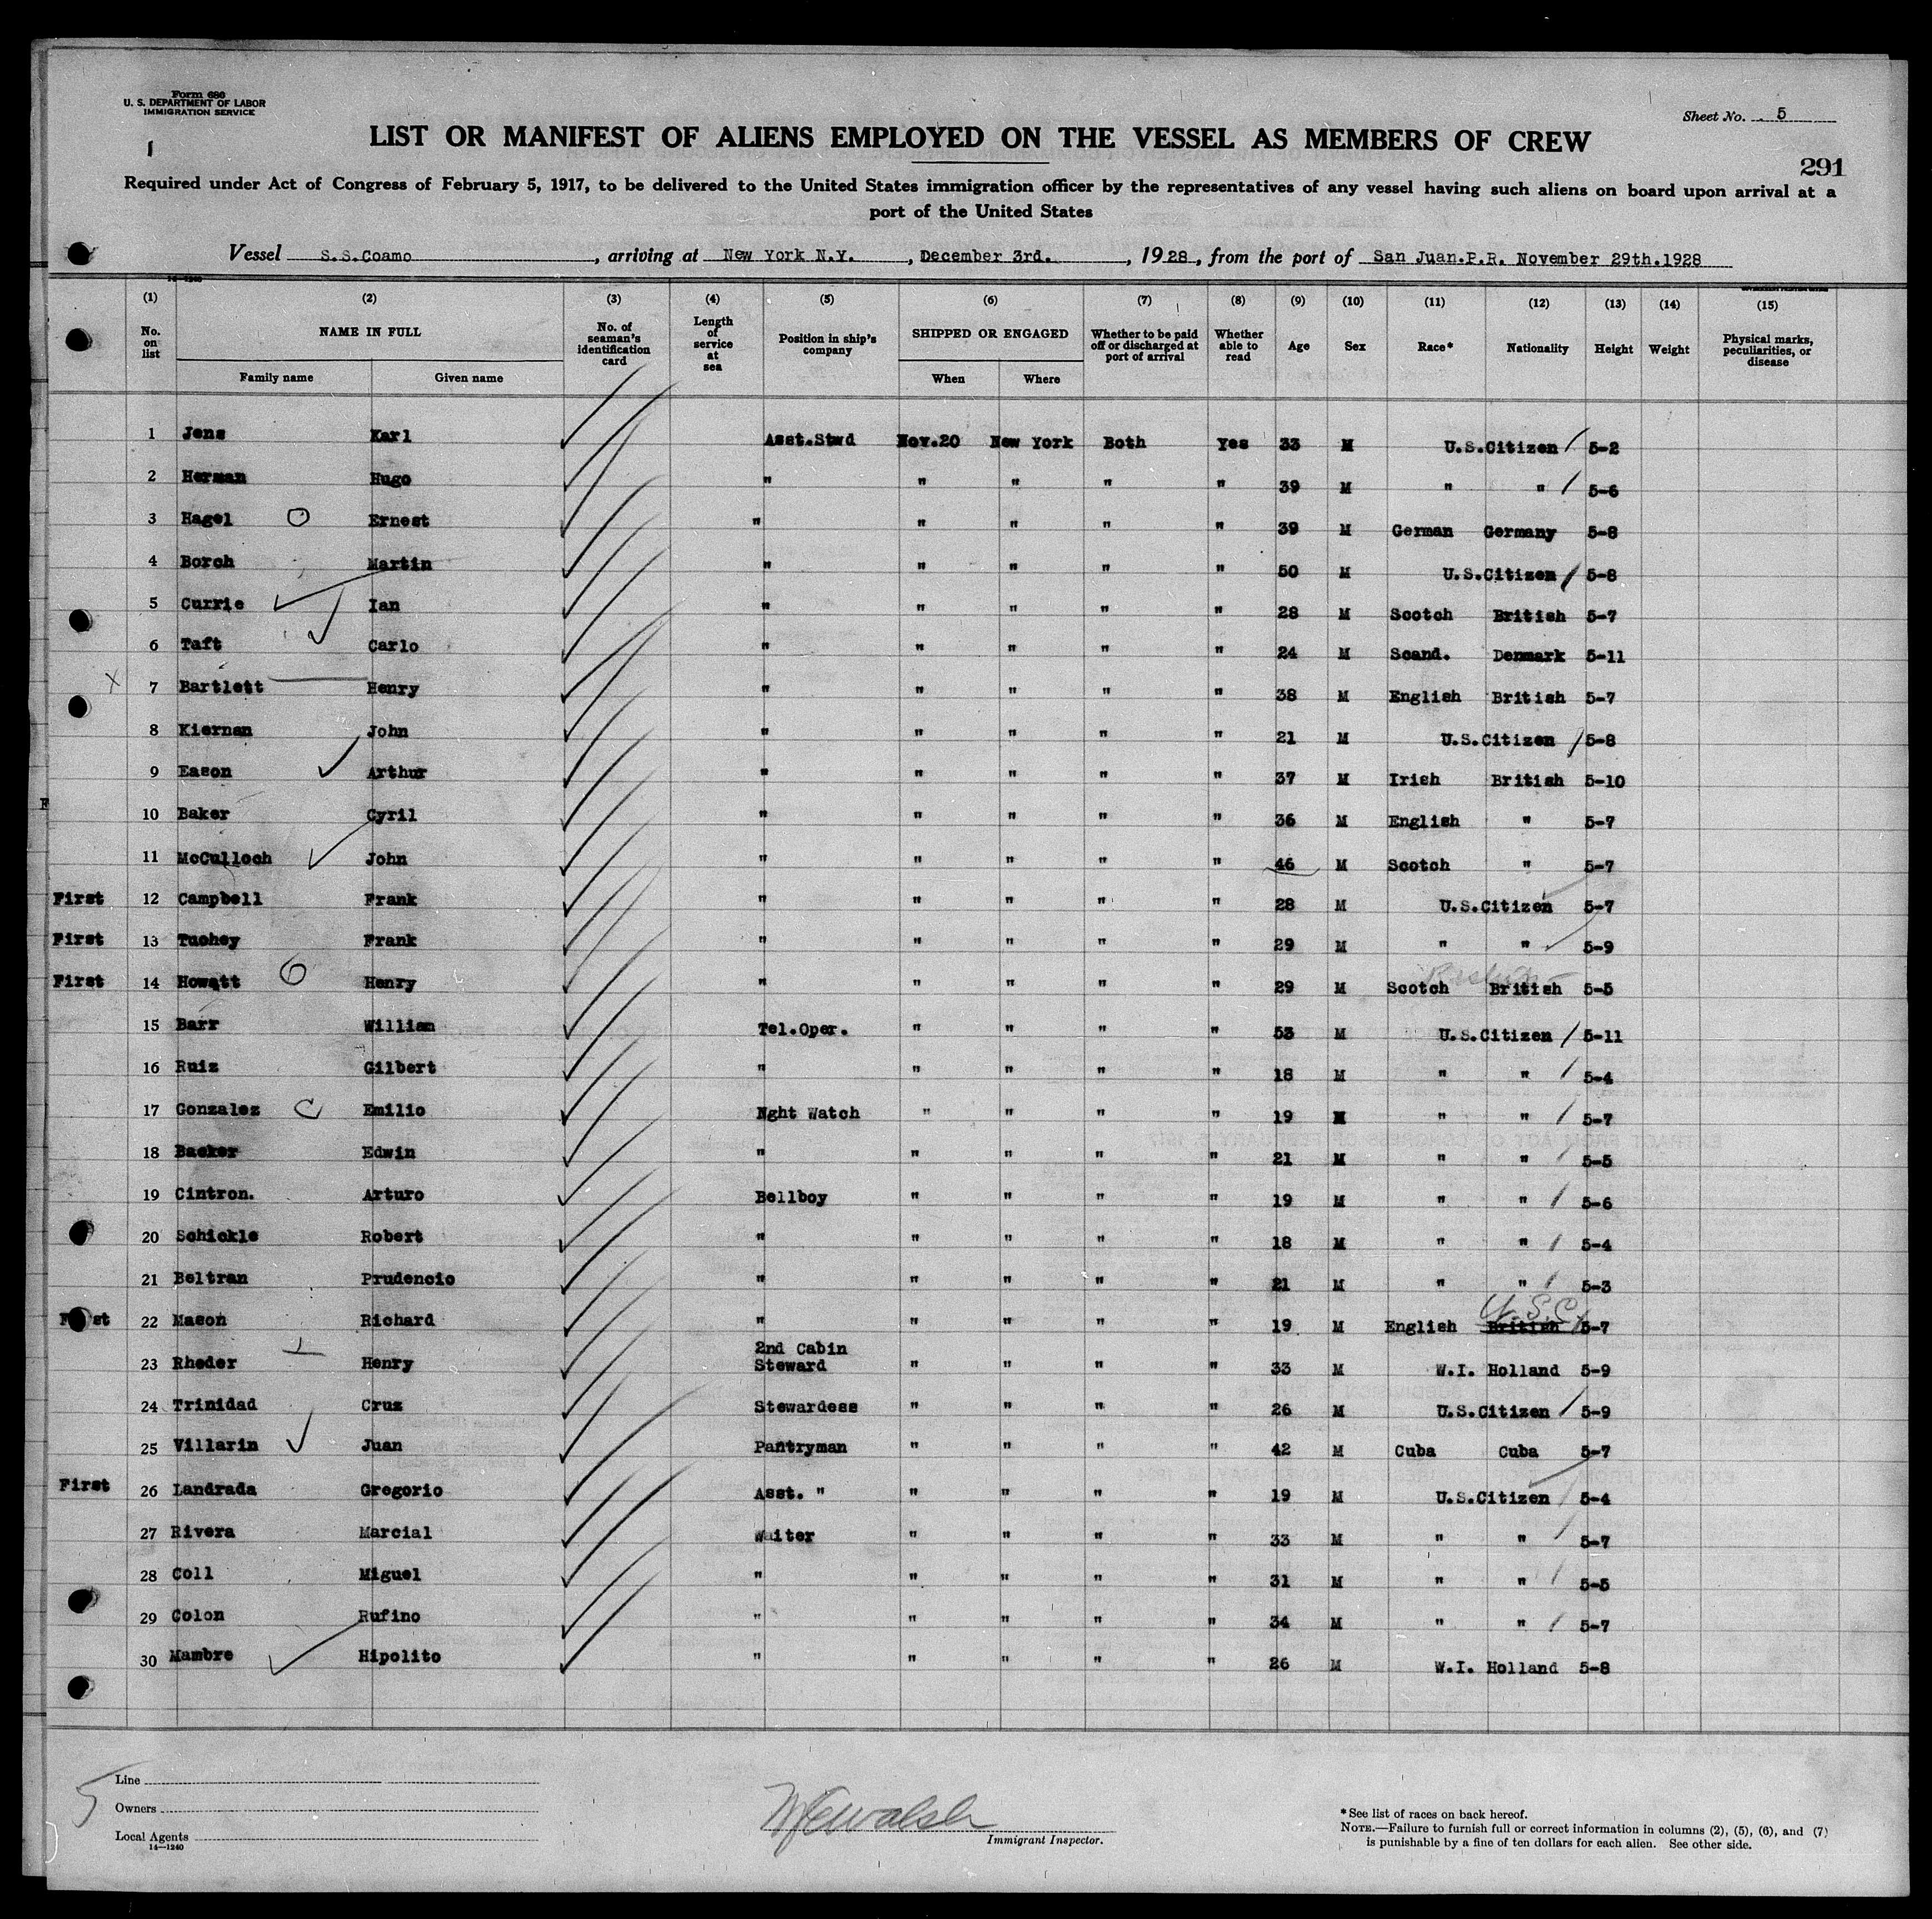 Form 686
U. S. DEPARTMENT OF LABOR
IMMIGRATION SERVICE
Sheet No. 5
LIST OR MANIFEST OF ALIENS EMPLOYED ON THE VESSEL AS MEMBERS OF CREW
291
Required under Act of Congress of February 5, 1917, to be delivered to the United States immigration officer by the representatives of any vessel having such aliens on board upon arrival at a
port of the United States
Vessel S.S.Coamo, arriving at New York N.Y., December 3rd., 1928, from the port of San Juan.P.R. November 29th.1928
(1) (2) (3) (4) (5) (6) (7) (8) (9) (10) (11) (12) (13) (14) (15)
No. on list NAME IN FULL No. of seaman's identification card Length of service at sea Position in ship's company SHIPPED OR ENGAGED Whether to be paid off or discharged at port of arrival Whether able to read Age Sex Race* Nationality Height Weight Physical marks, peculiarities, or disease
Family name Given name When Where
1 Jens Karl Asst.Stwd Nov.20 New York Both Yes 33 M U.S.Citizen 5-2
2 Herman Hugo " " " " " 39 M " " 5-6
3 Hagel O Ernest " " " " " 39 M German Germany 5-8
4 Borch Martin " " " " " 50 M U.S.Citizen 5-8
5 Currie Ian " " " " " 28 M Scotch British 5-7
6 Taft Carlo " " " " " 24 M Scand. Denmark 5-11
X 7 Bartlett Henry " " " " " 38 M English British 5-7
8 Kiernan John " " " " " 21 M U.S.Citizen 5-8
9 Eason Arthur " " " " " 37 M Irish British 5-10
10 Baker Cyril " " " " " 36 M English " 5-7
11 McCulloch John " " " " " 46 M Scotch " 5-7
First 12 Campbell Frank " " " " " 28 M U.S.Citizen 5-7
First 13 Tuohey Frank " " " " " 29 M " " 5-9
First 14 Howatt Henry " " " " " 29 M Scotch British 5-5
15 Barr William Tel.Oper. " " " " 53 M U.S.Citizen 5-11
16 Ruiz Gilbert " " " " " 18 M " " 5-4
17 Gonzalez Emilio Nght Watch " " " " 19 M " " 5-7
18 Backer Edwin " " " " " 21 M " " 5-5
19 Cintron. Arturo Bellboy " " " " 19 M " " 5-6
20 Schickle Robert " " " " " 18 M " " 5-4
21 Beltran Prudencio " " " " " 21 M " " 5-3
U.S.C.
First 22 Mason Richard " " " " " 19 M English British 5-7
23 Rheder Henry 2nd Cabin Steward " " " " 33 M W.I. Holland 5-9
24 Trinidad Cruz Stewardess " " " " 26 M U.S.Citizen 5-9
25 Villarin Juan Pantryman " " " " 42 M Cuba Cuba 5-7
First 26 Landrada Gregorio Asst. " " " " " 19 M U.S.Citizen 5-4
27 Rivera Marcial Waiter " " " " 33 M " " 5-7
28 Coll Miguel " " " " " 31 M " " 5-5
29 Colon Rufino " " " " " 34 M " " 5-7
30 Mambre Hipolito " " " " " 26 M W.I. Holland 5-8
5
Line
Owners
Local Agents
14—1240
Immigrant Inspector.
* See list of races on back hereof.
NOTE.—Failure to furnish full or correct information in columns (2), (5), (6), and (7)
is punishable by a fine of ten dollars for each alien. See other side.